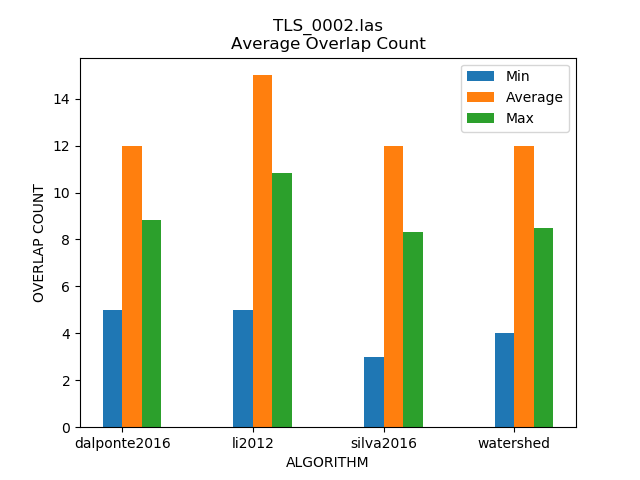 TLS_0002.las
Average Overlap Count
Min
Average
Max
14
12
10
8
6
4
2
0
OVERLAP COUNT
dalponte2016 li2012 silva2016 watershed
ALGORITHM